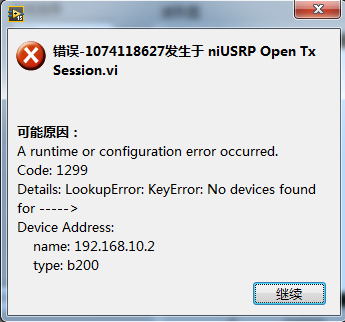 错误-1074118627发生于 niUSRP Open Tx
Session.vi
可能原因：
A runtime or configuration error occurred.
Code: 1299
Details: LookupError: KeyError: No devices found
for ----->
Device Address:
name: 192.168.10.2
type: b200
继续